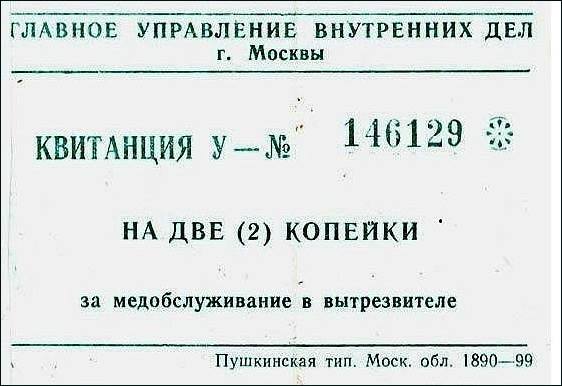 ГЛАВНОЕ УПРАВЛЕНИЕ ВНУТРЕННИХ ДЕЛ
г. Москвы
КВИТАНЦИЯ У — № 146129
НА ДВЕ (2) КОПЕЙКИ
за медобслуживание в вытрезвителе
Пушкинская тип. Моск. обл. 1890—99